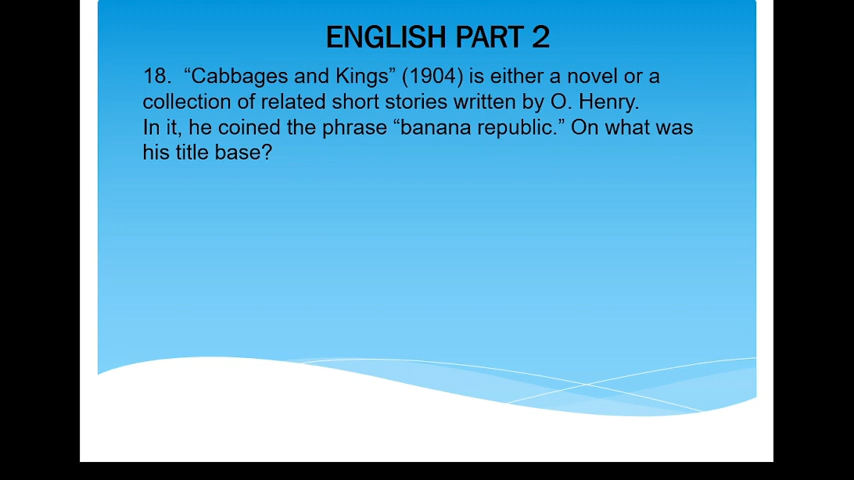 ENGLISH PART 2
18.  “Cabbages and Kings” (1904) is either a novel or a
collection of related short stories written by O. Henry.
In it, he coined the phrase “banana republic.” On what was
his title base?